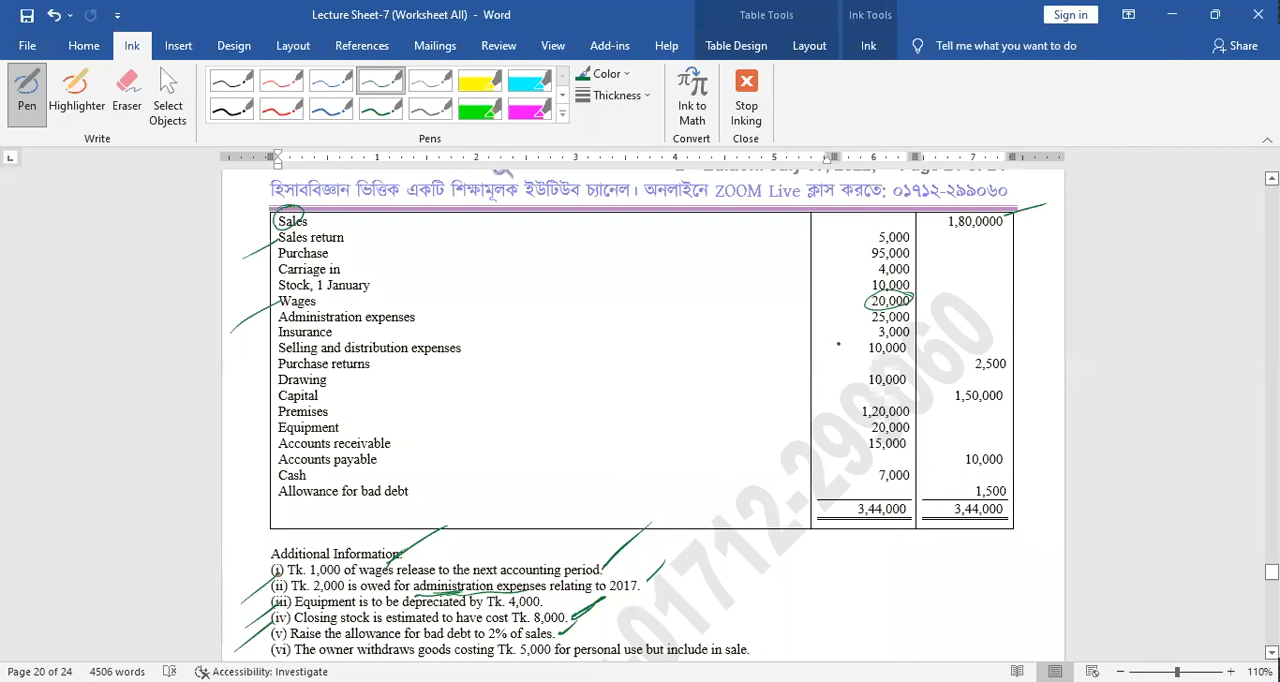 Lecture Sheet-7 (Worksheet All) - Word
Table Tools
Ink Tools
Sign in
File Home Ink Insert Design Layout References Mailings Review View Add-ins Help Table Design Layout Ink Tell me what you want to do Share
Pen Highlighter Eraser Select Objects
Color
Thickness
Ink to Math
Stop Inking
Write Pens Convert Close
1 2 3 4 5 6 7
হিসাববিজ্ঞান ভিত্তিক একটি শিক্ষামূলক ইউটিউব চ্যানেল। অনলাইনে ZOOM Live ক্লাস করতে: ০১৭১২-২৯৯০৬০
Sales 1,80,0000
Sales return 5,000
Purchase 95,000
Carriage in 4,000
Stock, 1 January 10,000
Wages 20,000
Administration expenses 25,000
Insurance 3,000
Selling and distribution expenses 10,000
Purchase returns 2,500
Drawing 10,000
Capital 1,50,000
Premises 1,20,000
Equipment 20,000
Accounts receivable 15,000
Accounts payable 10,000
Cash 7,000
Allowance for bad debt 1,500
3,44,000 3,44,000
Additional Information:
(i) Tk. 1,000 of wages release to the next accounting period.
(ii) Tk. 2,000 is owed for administration expenses relating to 2017.
(iii) Equipment is to be depreciated by Tk. 4,000.
(iv) Closing stock is estimated to have cost Tk. 8,000.
(v) Raise the allowance for bad debt to 2% of sales.
(vi) The owner withdraws goods costing Tk. 5,000 for personal use but include in sale.
01712-299060
Page 20 of 24 4506 words Accessibility: Investigate 110%